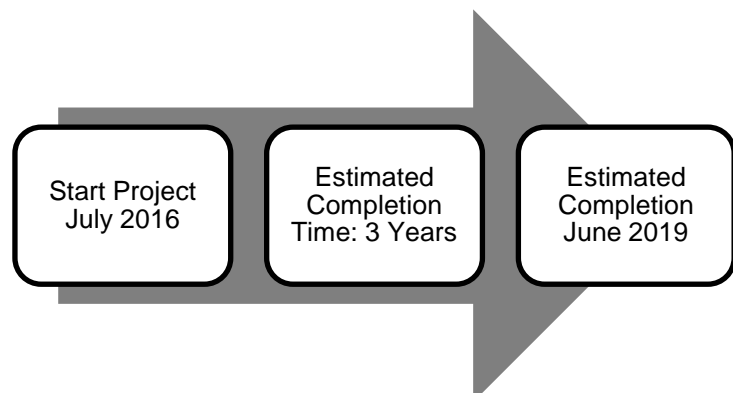 Start Project
July 2016
Estimated
Completion
Time: 3 Years
Estimated
Completion
June 2019